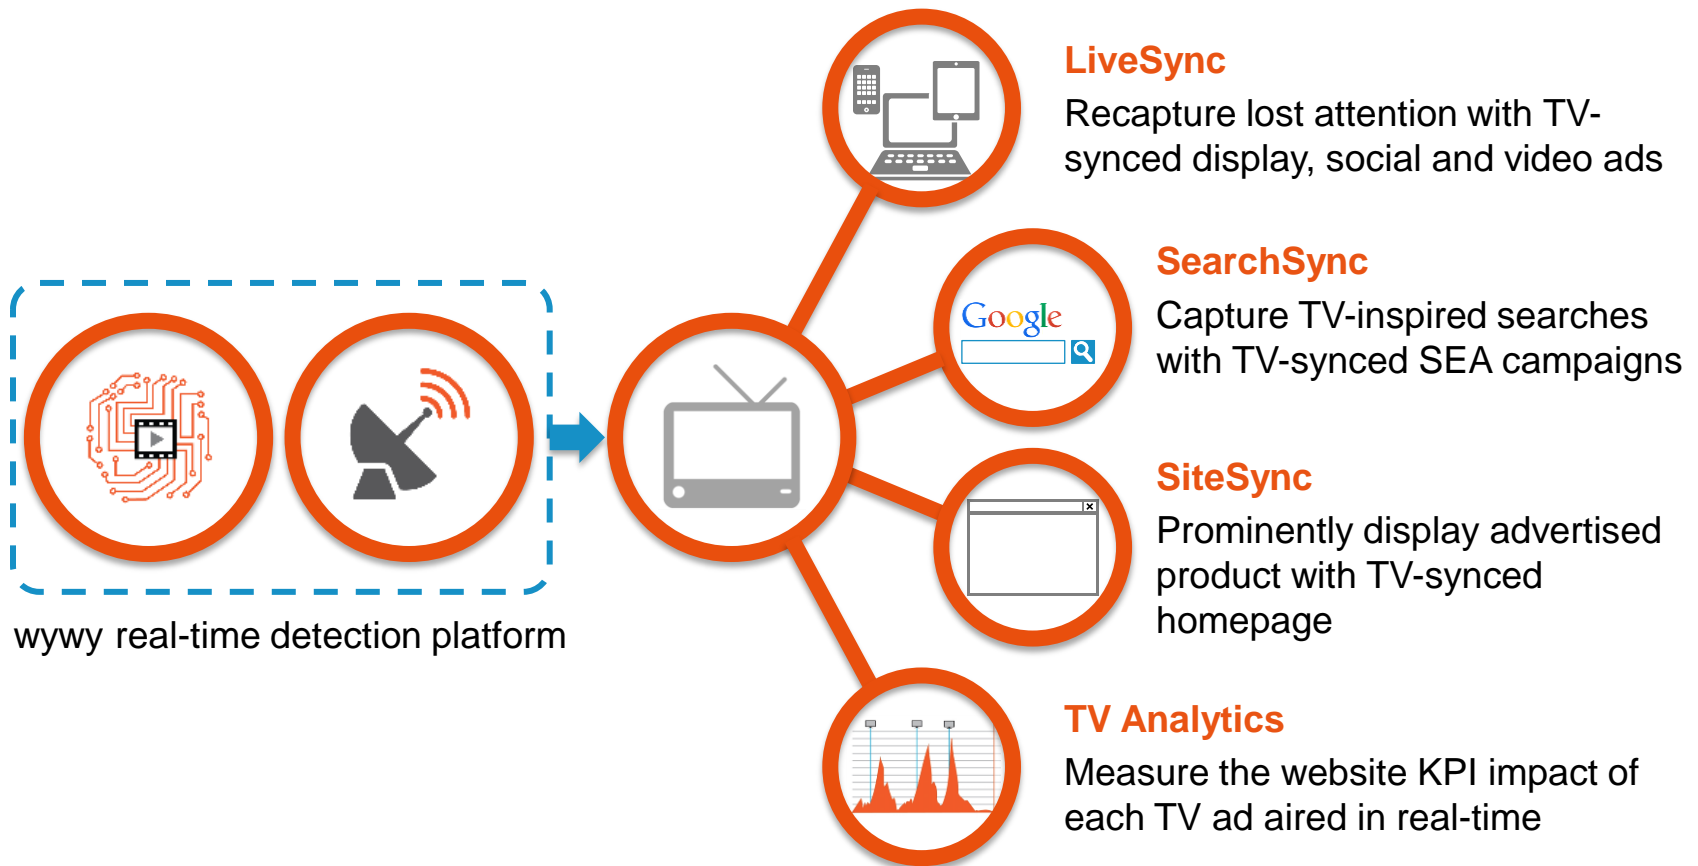 LiveSync
Recapture lost attention with TV-
synced display, social and video ads
SearchSync
Google
Capture TV-inspired searches
with TV-synced SEA campaigns
SiteSync
Prominently display advertised
product with TV-synced
homepage
wywy real-time detection platform
TV Analytics
Measure the website KPI impact of
each TV ad aired in real-time